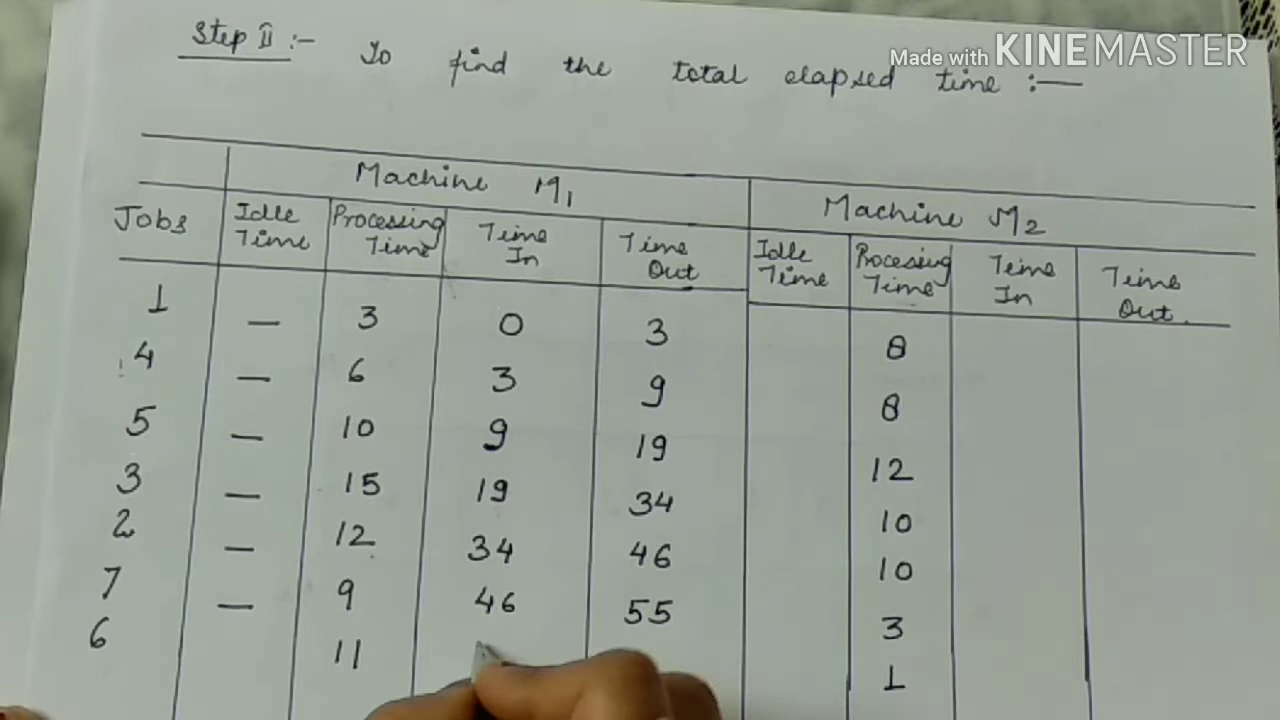 Made with KINEMASTER
Step II :- To find the total elapsed time :—
Machine M1 Machine M2
Jobs Idle Time Processing Time Time In Time Out Idle Time Processing Time Time In Time Out.
1 — 3 0 3 8
4 — 6 3 9 8
5 — 10 9 19 12
3 — 15 19 34 10
2 — 12 34 46 10
7 — 9 46 55 3
6 11 1